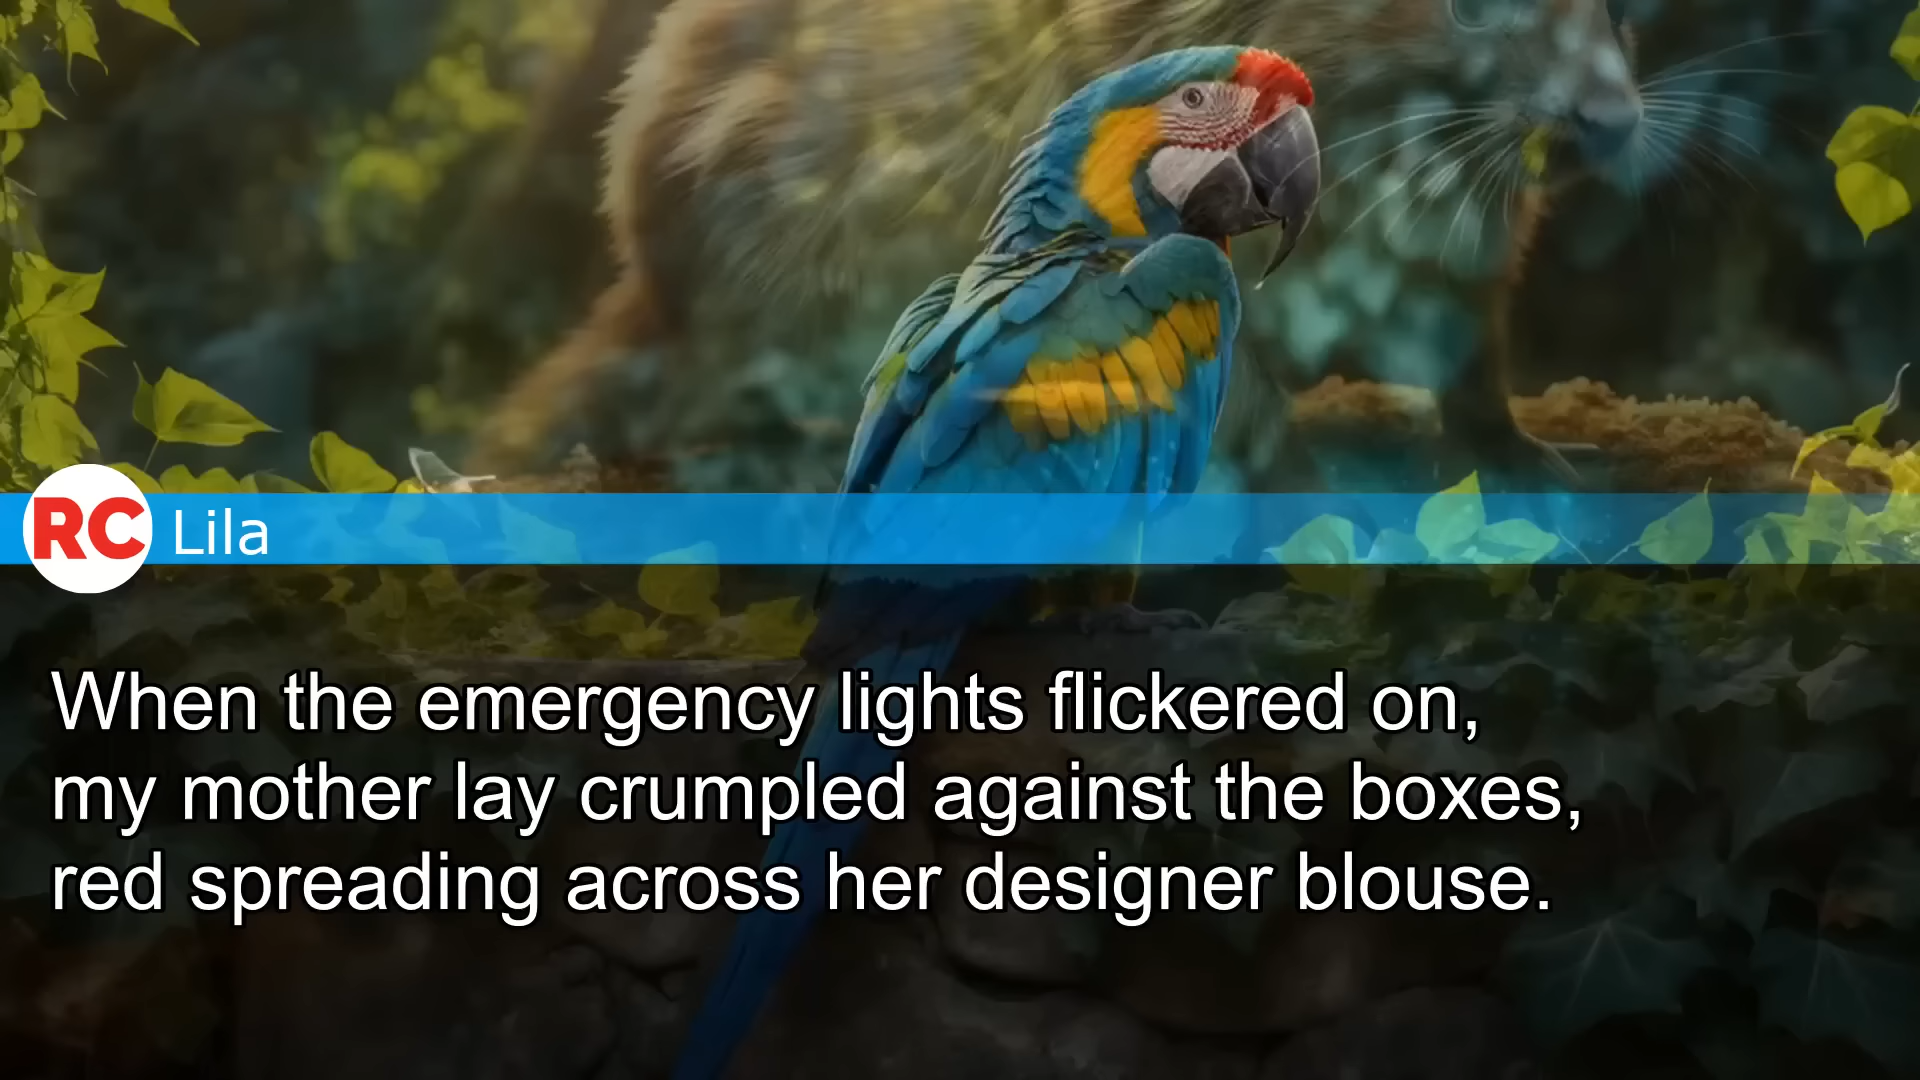 RC Lila
When the emergency lights flickered on,
my mother lay crumpled against the boxes,
red spreading across her designer blouse.